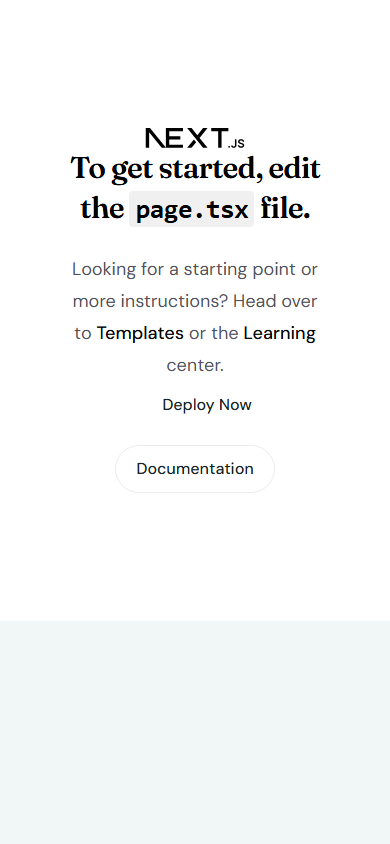 NEXT.JS
To get started, edit
the page.tsx file.
Looking for a starting point or
more instructions? Head over
to Templates or the Learning
center.
Deploy Now
Documentation